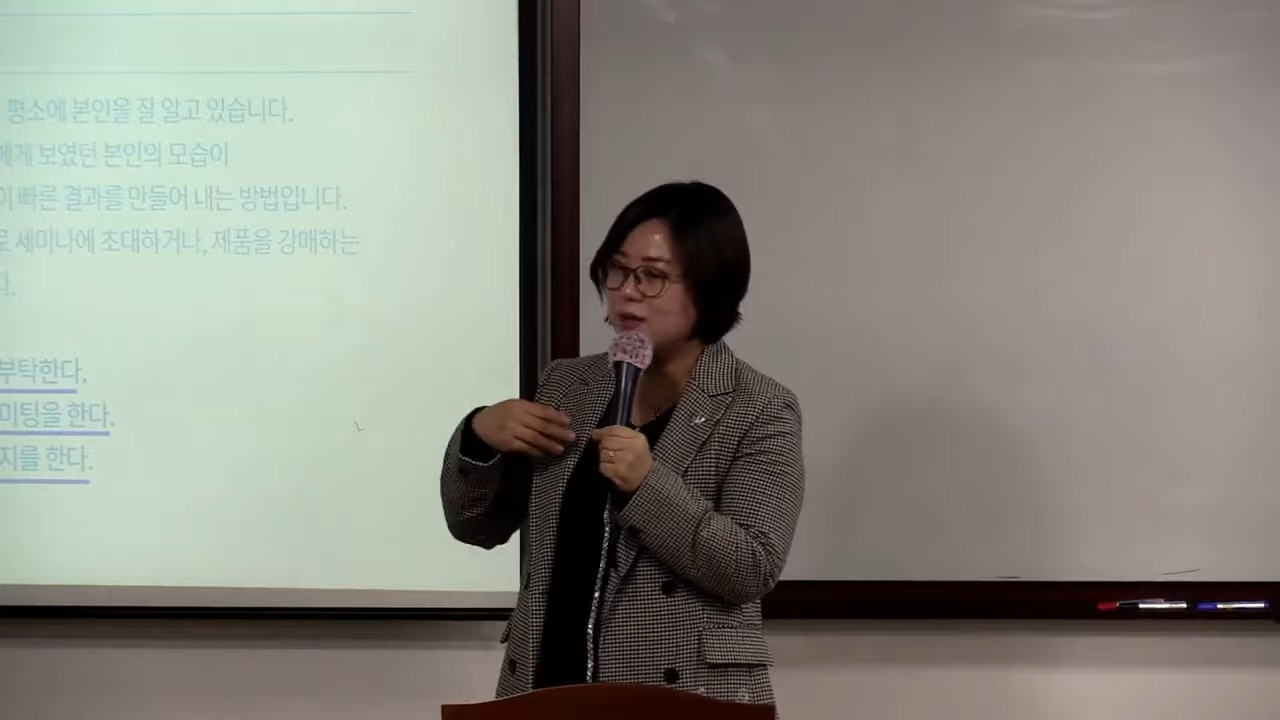 평소에 본인을 잘 알고 있습니다.
에게 보였던 본인의 모습이
이 빠른 결과를 만들어 내는 방법입니다.
로 세미나에 초대하거나, 제품을 강매하는
다.
부탁한다.
미팅을 한다.
지를 한다.